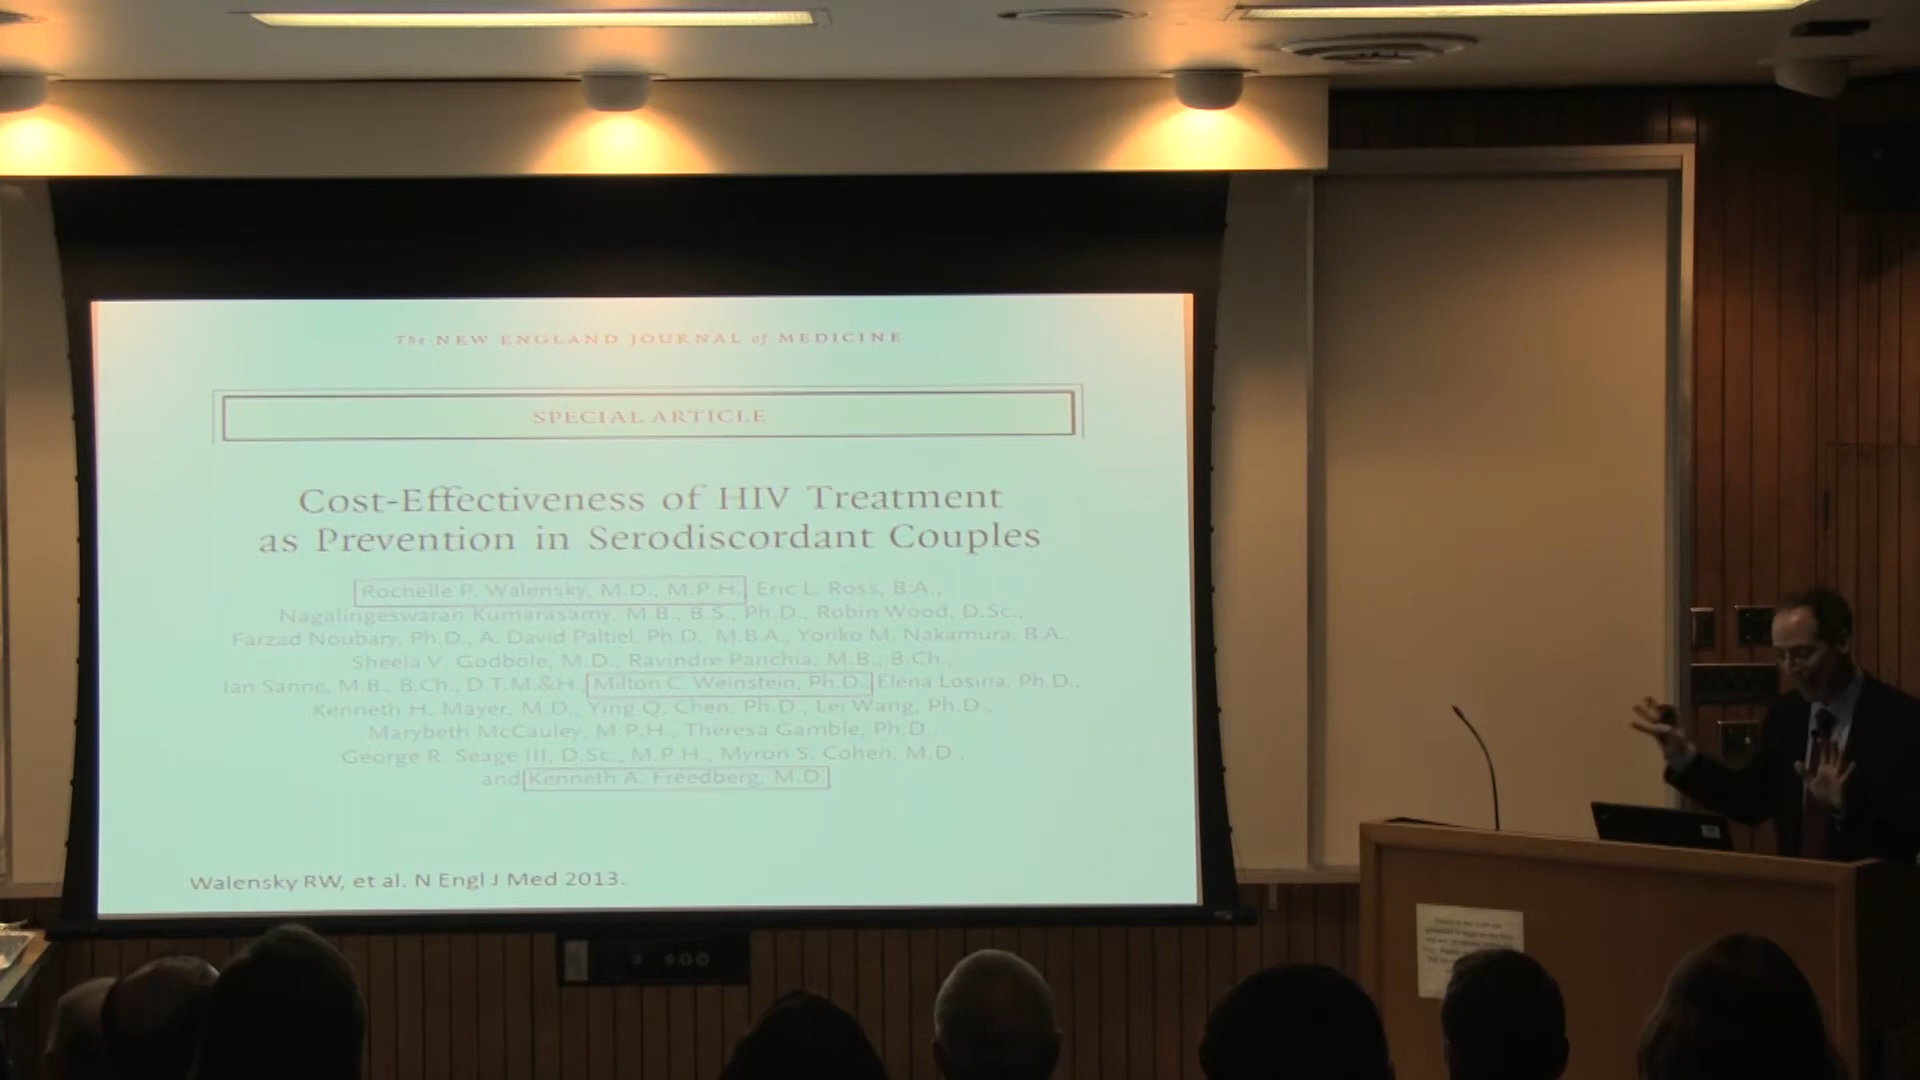 The NEW ENGLAND JOURNAL of MEDICINE
SPECIAL ARTICLE
Cost-Effectiveness of HIV Treatment
as Prevention in Serodiscordant Couples
Rochelle P. Walensky, M.D., M.P.H., Eric L. Ross, B.A.,
Nagalingeswaran Kumarasamy, M.B., B.S., Ph.D., Robin Wood, D.Sc.,
Farzad Noubary, Ph.D., A. David Paltiel, Ph.D., M.B.A., Yoriko M. Nakamura, B.A.,
Sheela V. Godbole, M.D., Ravindre Panchia, M.B., B.Ch.,
Ian Sanne, M.B., B.Ch., D.T.M.&H., Milton C. Weinstein, Ph.D., Elena Losina, Ph.D.,
Kenneth H. Mayer, M.D., Ying Q. Chen, Ph.D., Lei Wang, Ph.D.,
Marybeth McCauley, M.P.H., Theresa Gamble, Ph.D.,
George R. Seage III, D.Sc., M.P.H., Myron S. Cohen, M.D.,
and Kenneth A. Freedberg, M.D.
Walensky RW, et al. N Engl J Med 2013.